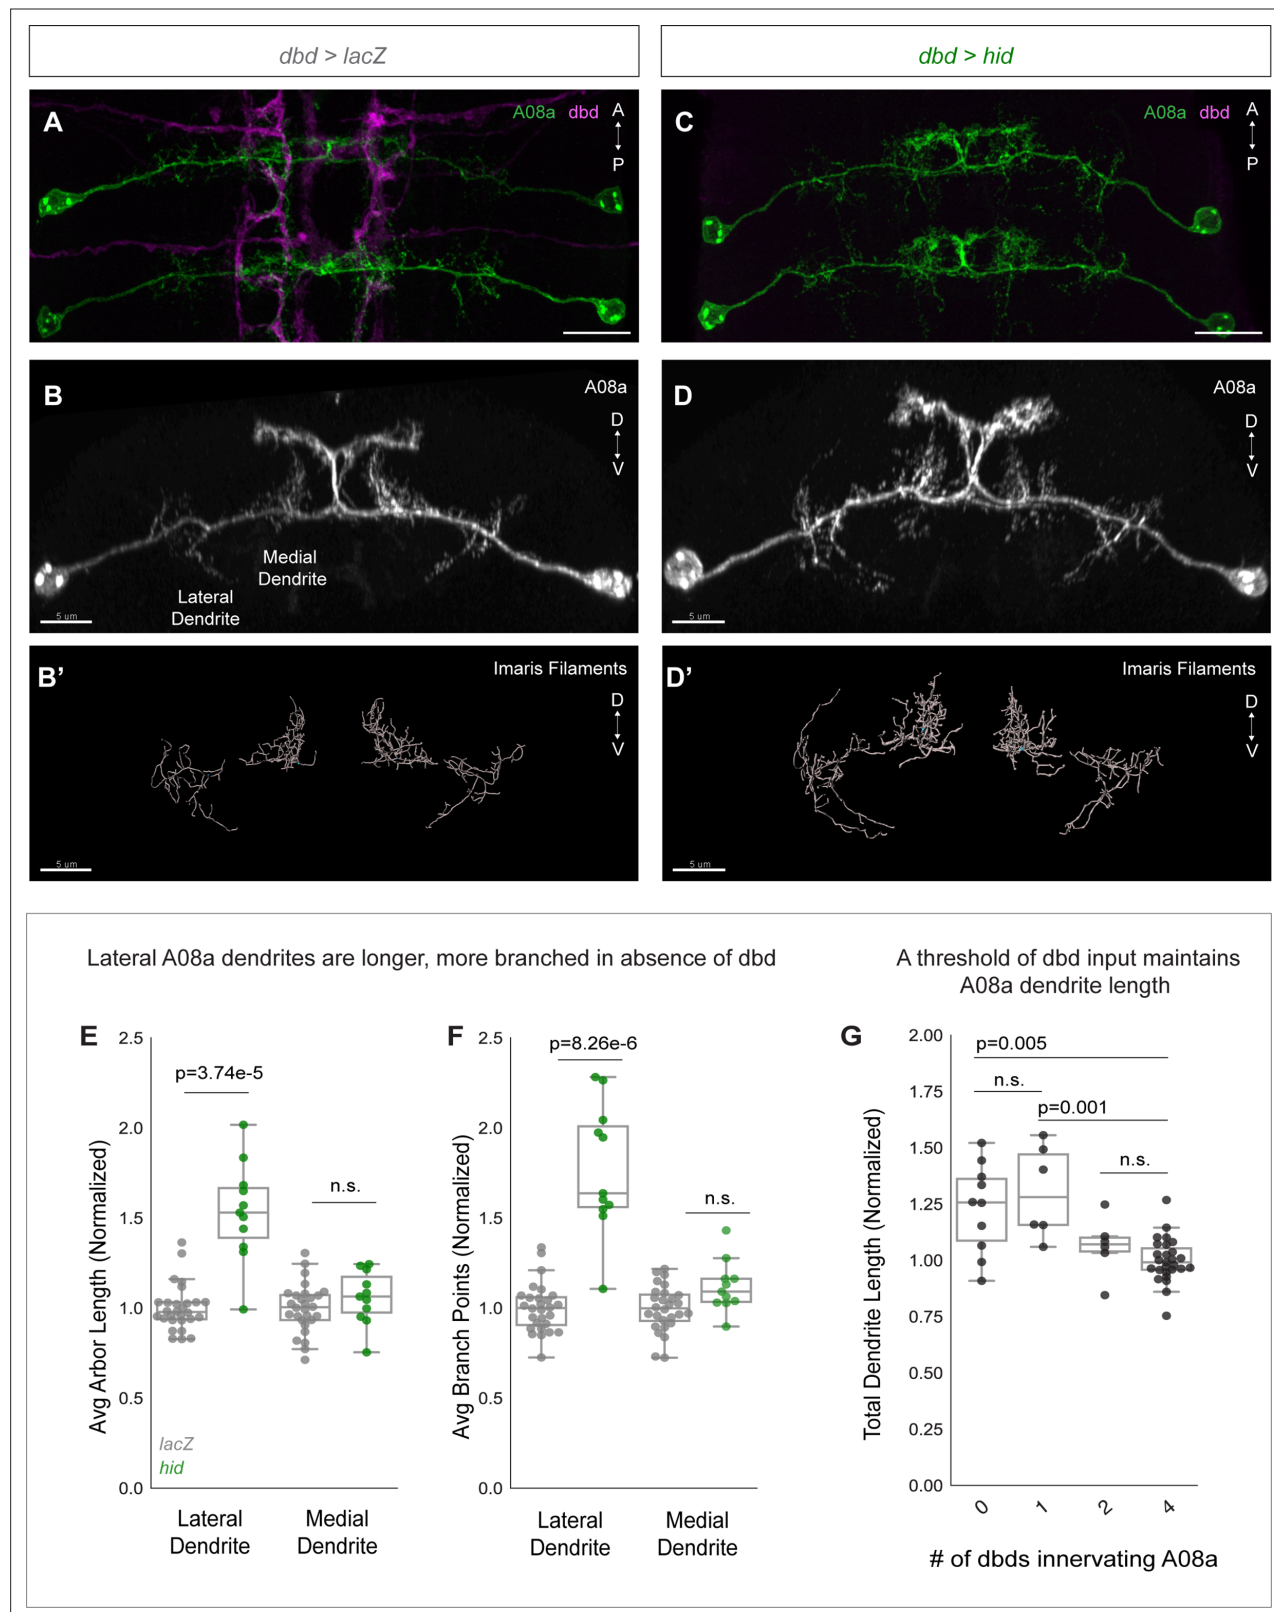 dbd > lacZ
dbd > hid
A
A08a dbd
A
P
C
A08a dbd
A
P
B
A08a
D
V
Medial
Dendrite
Lateral
Dendrite
5 um
D
A08a
D
V
5 um
B’
Imaris Filaments
D
V
5 um
D’
Imaris Filaments
D
V
5 um
Lateral A08a dendrites are longer, more branched in absence of dbd
A threshold of dbd input maintains
A08a dendrite length
E
Avg Arbor Length (Normalized)
2.5
2.0
1.5
1.0
0.5
0.0
p=3.74e-5
n.s.
lacZ
hid
Lateral
Dendrite
Medial
Dendrite
F
Avg Branch Points (Normalized)
2.5
2.0
1.5
1.0
0.5
0.0
p=8.26e-6
n.s.
Lateral
Dendrite
Medial
Dendrite
G
Total Dendrite Length (Normalized)
2.00
1.75
1.50
1.25
1.00
0.75
0.50
0.25
0.00
p=0.005
n.s.
p=0.001
n.s.
0
1
2
4
# of dbds innervating A08a